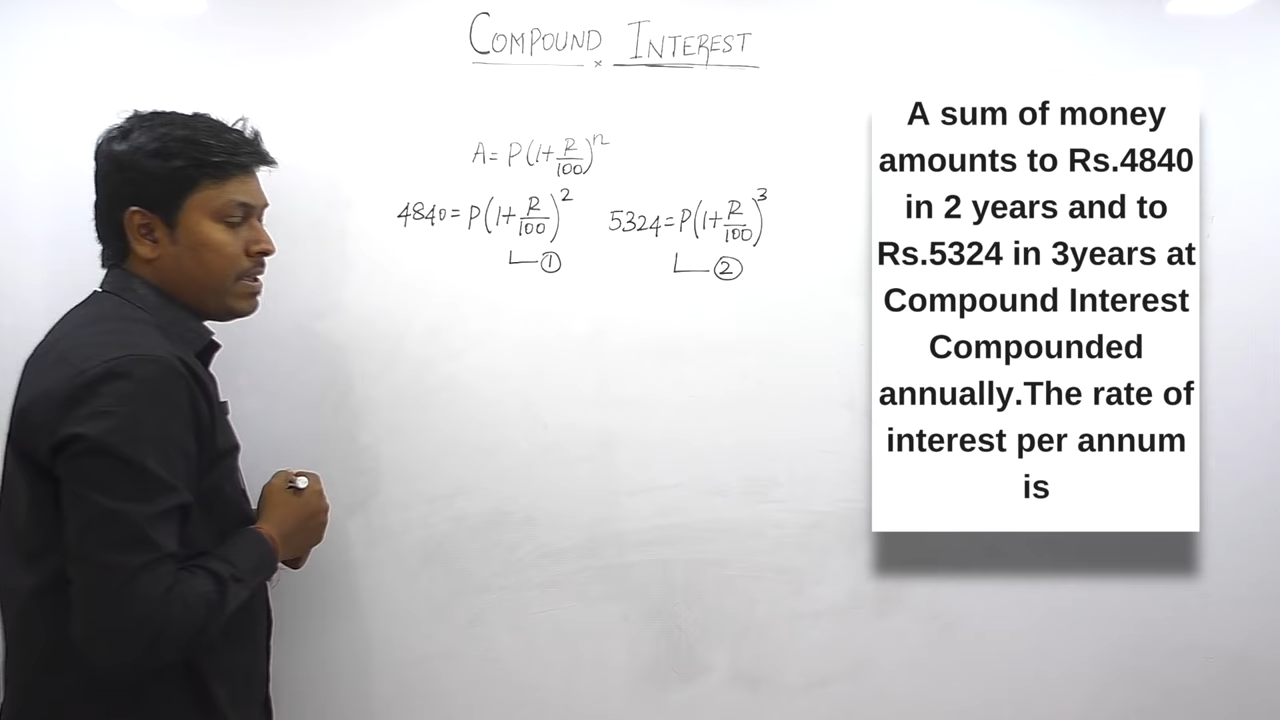 COMPOUND INTEREST
A = P(1+R/100)^n
4840 = P(1+R/100)^2
5324 = P(1+R/100)^3
①
②
A sum of money
amounts to Rs.4840
in 2 years and to
Rs.5324 in 3years at
Compound Interest
Compounded
annually.The rate of
interest per annum
is